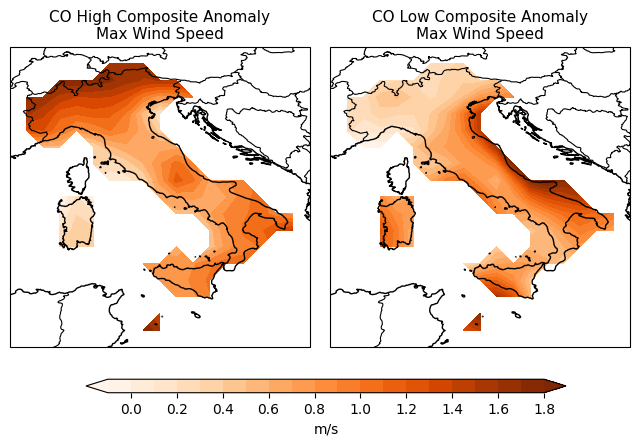 CO High Composite Anomaly
Max Wind Speed
CO Low Composite Anomaly
Max Wind Speed
0.0 0.2 0.4 0.6 0.8 1.0 1.2 1.4 1.6 1.8
m/s